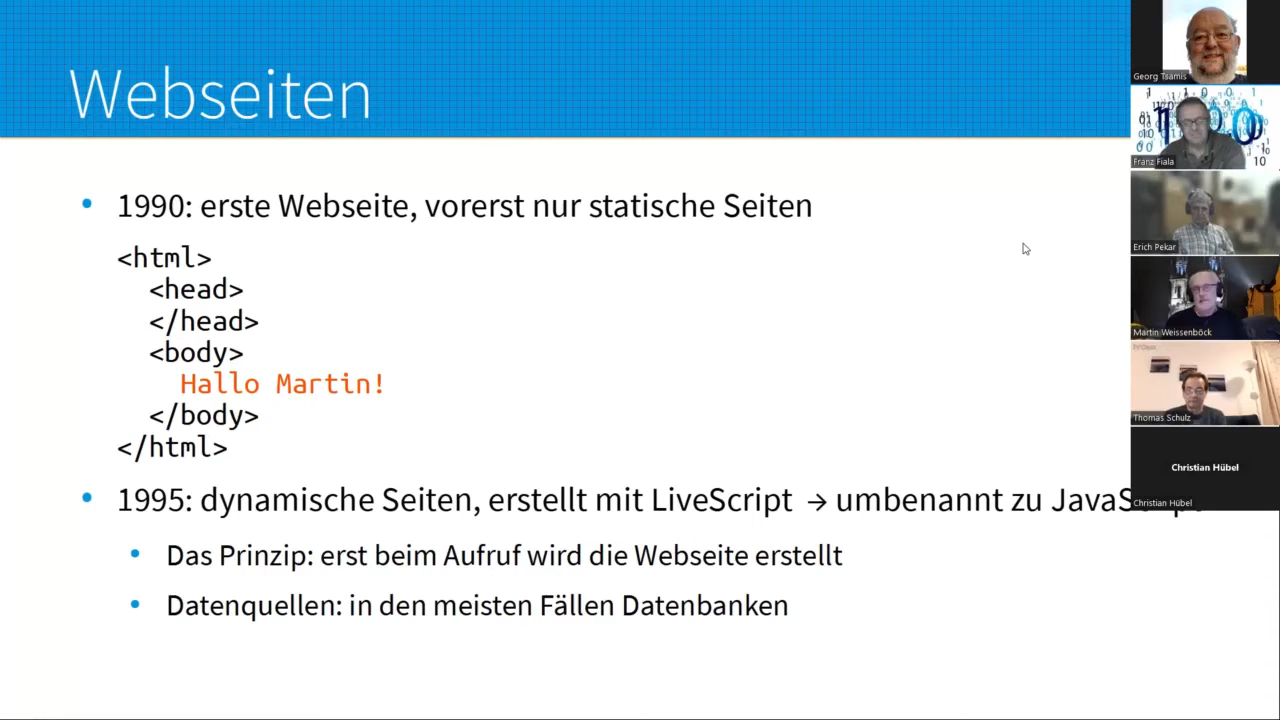 Webseiten
1990: erste Webseite, vorerst nur statische Seiten
<html>
<head>
</head>
<body>
Hallo Martin!
</body>
</html>
1995: dynamische Seiten, erstellt mit LiveScript → umbenannt zu JavaScript
Das Prinzip: erst beim Aufruf wird die Webseite erstellt
Datenquellen: in den meisten Fällen Datenbanken
Georg Tsamis
Franz Fiala
Erich Pekar
Martin Weissenböck
Thomas Schulz
Christian Hübel
Christian Hübel